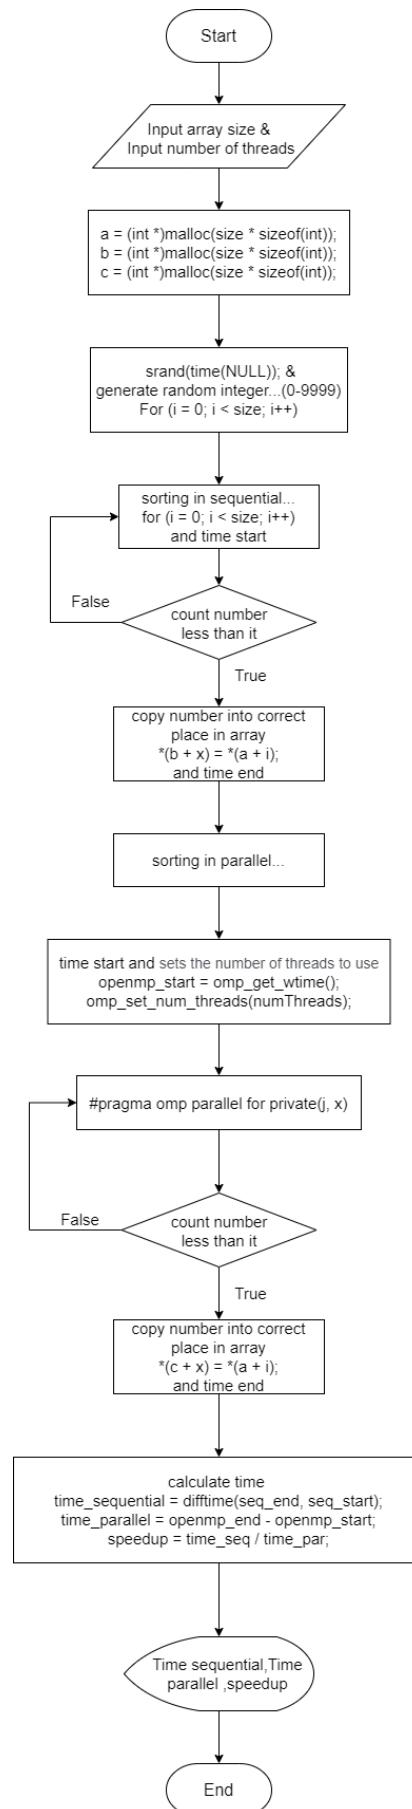 Start
Input array size &
Input number of threads
a = (int *)malloc(size * sizeof(int));
b = (int *)malloc(size * sizeof(int));
c = (int *)malloc(size * sizeof(int));
srand(time(NULL)); &
generate random integer...(0-9999)
For (i = 0; i < size; i++)
sorting in sequential...
for (i = 0; i < size; i++)
and time start
False
count number
less than it
True
copy number into correct
place in array
*(b + x) = *(a + i);
and time end
sorting in parallel...
time start and sets the number of threads to use
openmp_start = omp_get_wtime();
omp_set_num_threads(numThreads);
#pragma omp parallel for private(j, x)
False
count number
less than it
True
copy number into correct
place in array
*(c + x) = *(a + i);
and time end
calculate time
time_sequential = difftime(seq_end, seq_start);
time_parallel = openmp_end - openmp_start;
speedup = time_seq / time_par;
Time sequential,Time
parallel ,speedup
End